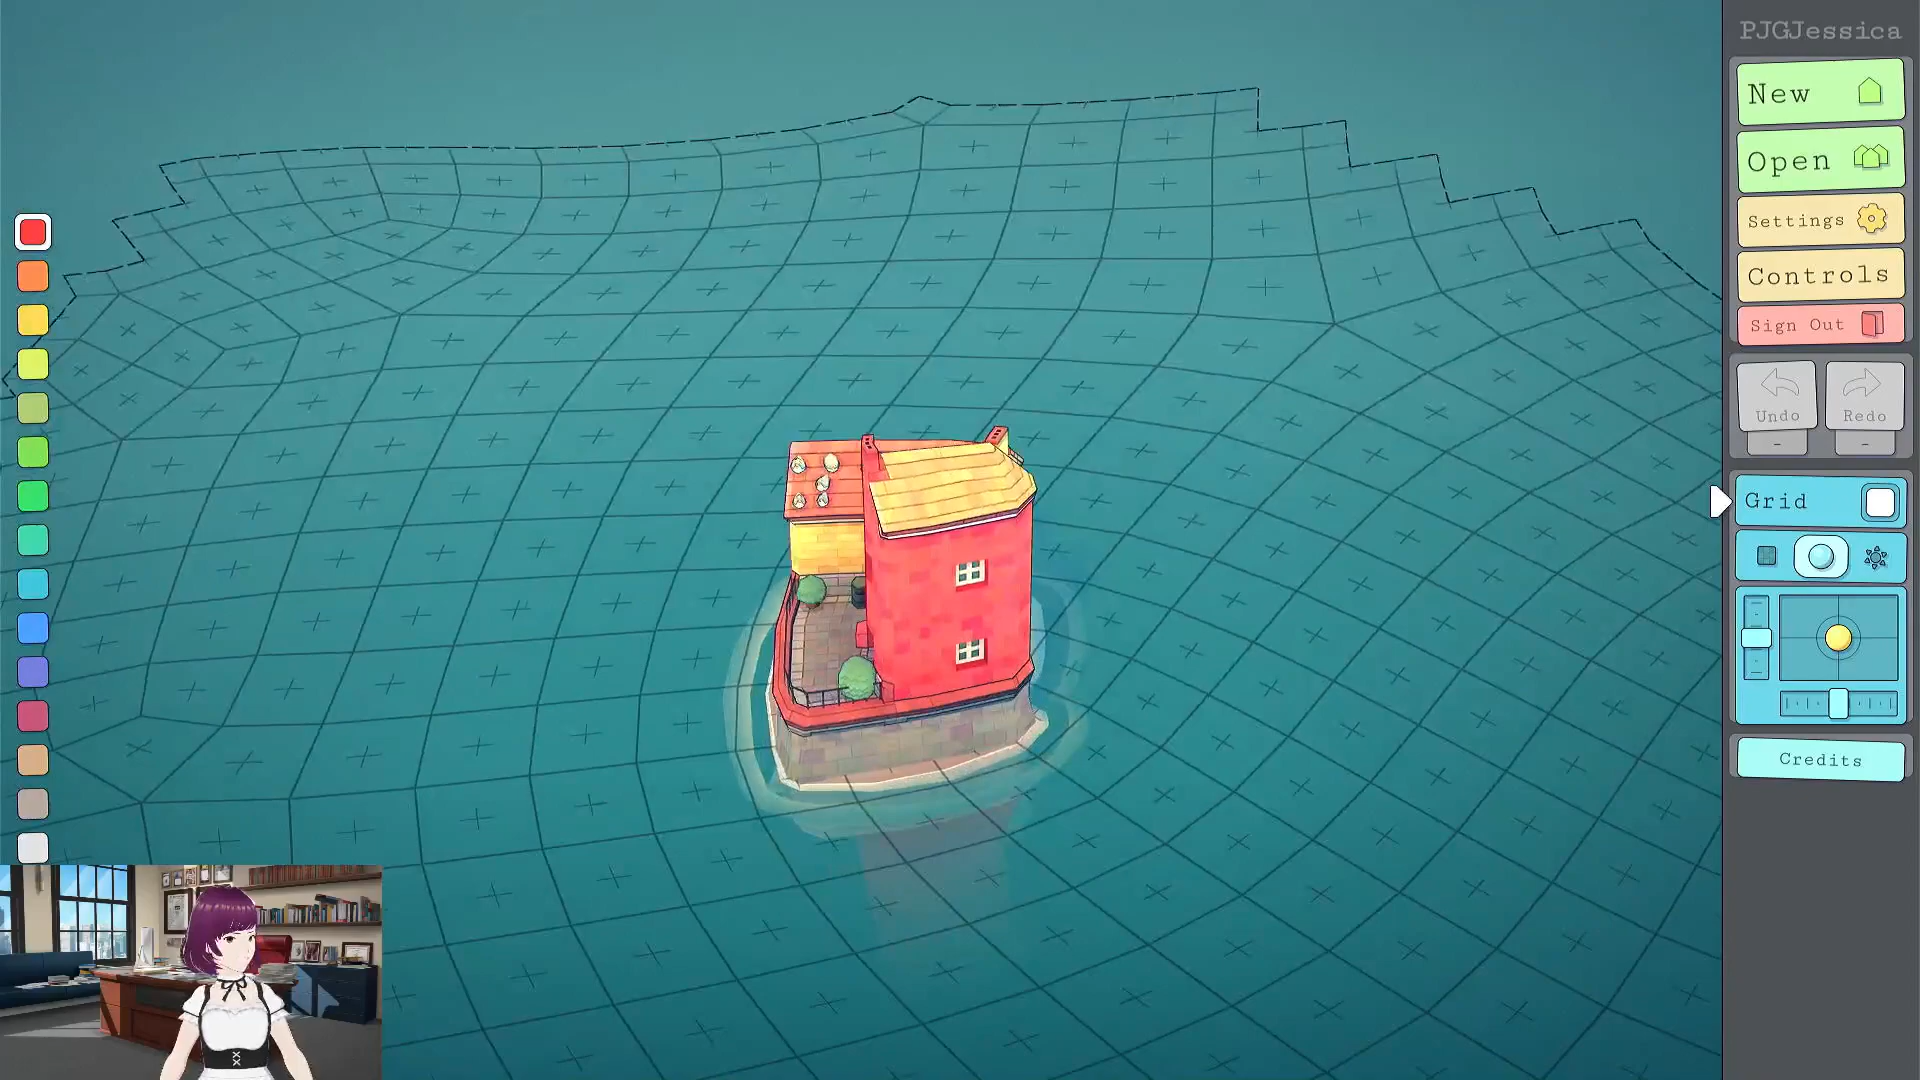 PJGJessica
New
Open
Settings
Controls
Sign Out
Undo
Redo
-
-
Grid
Credits